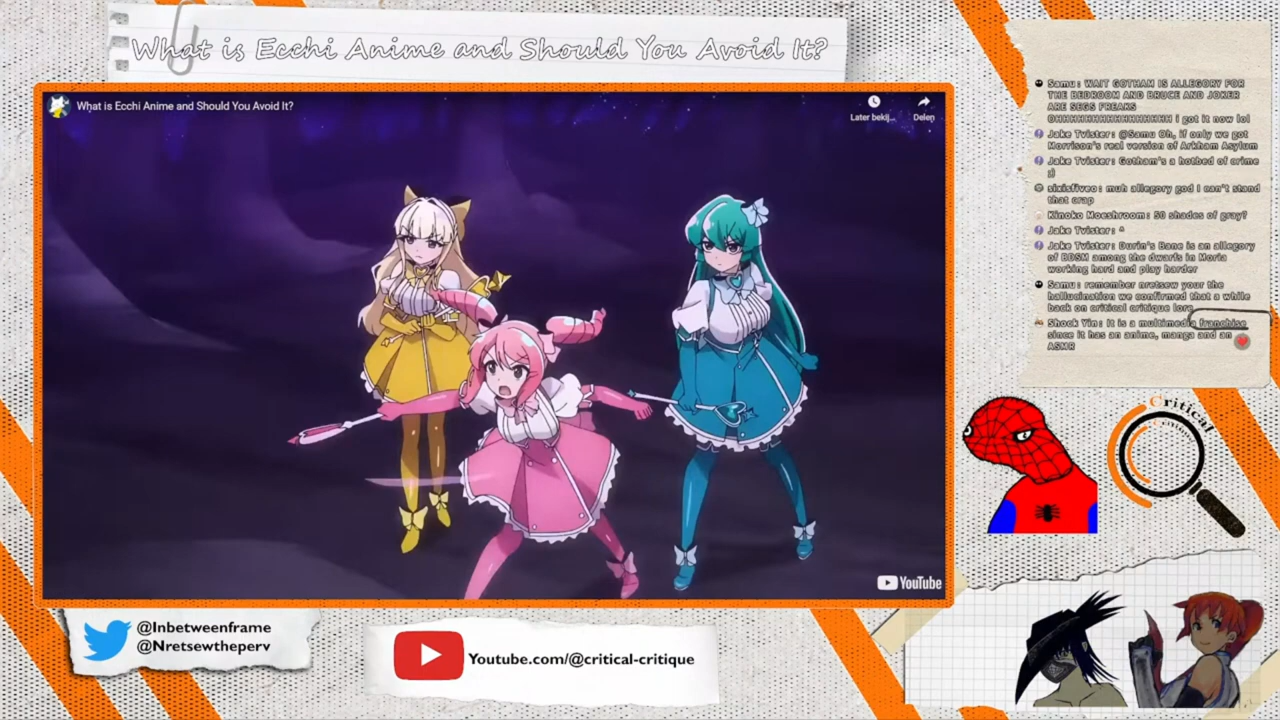 What is Ecchi Anime and Should You Avoid It?
What is Ecchi Anime and Should You Avoid It?
Later bekij...
Delen
YouTube
Samu: WAIT GOTHAM IS ALLEGORY FOR
THE BEDROOM AND BRUCE AND JOKER
ARE SEGS FREAKS
OHHHHHHHHHHHHHHHHH i got it now lol
Jake Tvister: @Samu Oh, if only we got
Morrison's real version of Arkham Asylum
Jake Tvister: Gotham's a hotbed of crime
;)
sixisfiveo: muh allegory god I can't stand
that crap
Kinoko Moeshroom: 50 shades of gray?
Jake Tvister: ^
Jake Tvister: Durin's Bane is an allegory
of BDSM among the dwarfs in Moria
working hard and play harder
Samu: remember nretsew your the
hallucination we confirmed that a while
back on critical critique lore
Shock Yin: It is a multimedia franchise
since it has an anime, manga and an
ASMR
Critical
@Inbetweenframe
@Nretsewtheperv
Youtube.com/@critical-critique